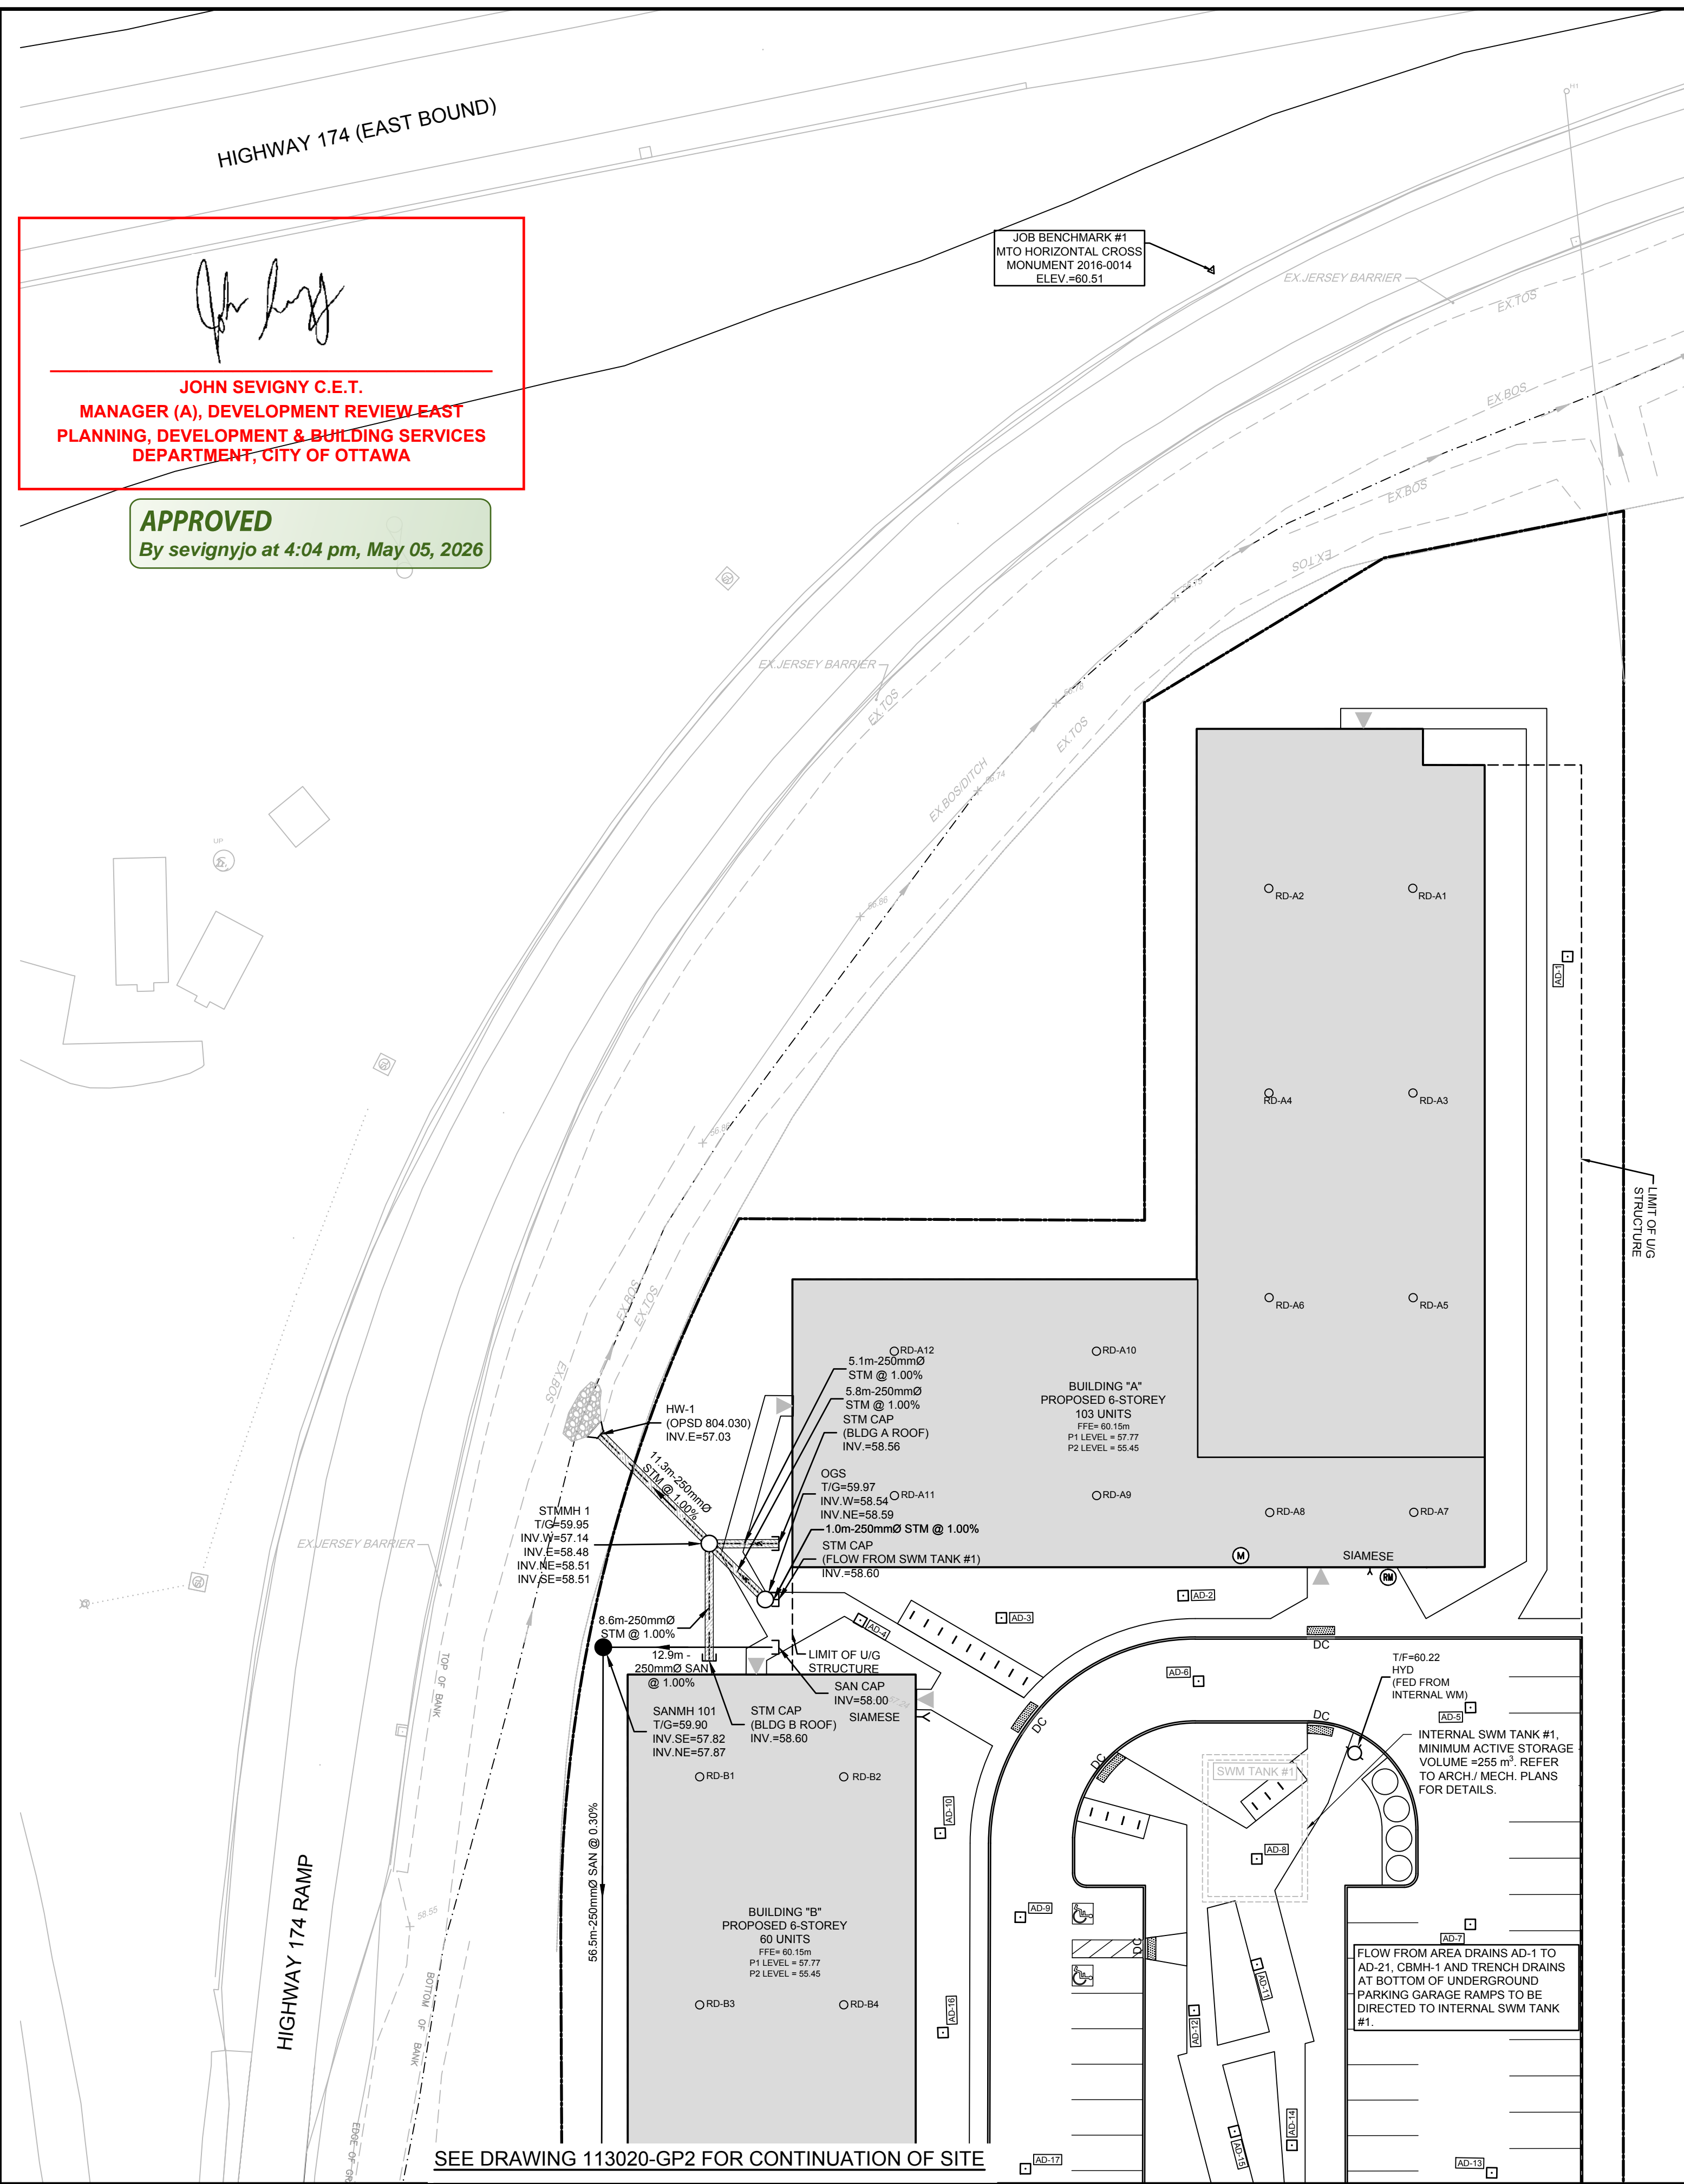 HIGHWAY 174 (EAST BOUND)
JOHN SEVIGNY C.E.T.
MANAGER (A), DEVELOPMENT REVIEW EAST
PLANNING, DEVELOPMENT & BUILDING SERVICES
DEPARTMENT, CITY OF OTTAWA
APPROVED
By sevignyjo at 4:04 pm, May 05, 2026
JOB BENCHMARK #1
MTO HORIZONTAL CROSS
MONUMENT 2016-0014
ELEV.=60.51
H1
EX.JERSEY BARRIER
EX.TOS
EX.BOS
EX.BOS
EX.TOS
EX.JERSEY BARRIER
EX.TOS
56.78
EX.TOS
EX.BOS/DITCH
56.74
UP
56.86
56.86
RD-A2
RD-A1
AD-1
RD-A4
RD-A3
LIMIT OF U/G
STRUCTURE
RD-A6
RD-A5
EX.BOS
EX.TOS
EX.BOS
RD-A12
RD-A10
5.1m-250mmØ
STM @ 1.00%
5.8m-250mmØ
STM @ 1.00%
STM CAP
(BLDG A ROOF)
INV.=58.56
BUILDING "A"
PROPOSED 6-STOREY
103 UNITS
FFE= 60.15m
P1 LEVEL = 57.77
P2 LEVEL = 55.45
HW-1
(OPSD 804.030)
INV.E=57.03
11.3m-250mmØ
STM @ 1.00%
OGS
T/G=59.97
INV.W=58.54
INV.NE=58.59
RD-A11
RD-A9
RD-A8
RD-A7
1.0m-250mmØ STM @ 1.00%
STM CAP
(FLOW FROM SWM TANK #1)
INV.=58.60
STMMH 1
T/G=59.95
INV.W=57.14
INV.E=58.48
INV.NE=58.51
INV.SE=58.51
EX.JERSEY BARRIER
M
SIAMESE
RM
AD-2
AD-3
AD-4
8.6m-250mmØ
STM @ 1.00%
12.9m -
250mmØ SAN
@ 1.00%
LIMIT OF U/G
STRUCTURE
SAN CAP
INV=58.00
SIAMESE
57.24
SANMH 101
T/G=59.90
INV.SE=57.82
INV.NE=57.87
STM CAP
(BLDG B ROOF)
INV.=58.60
DC
AD-6
T/F=60.22
HYD
(FED FROM
INTERNAL WM)
AD-5
DC
DC
DC
INTERNAL SWM TANK #1,
MINIMUM ACTIVE STORAGE
VOLUME =255 m³. REFER
TO ARCH./ MECH. PLANS
FOR DETAILS.
SWM TANK #1
TOP OF BANK
RD-B1
RD-B2
AD-10
AD-8
56.5m-250mmØ SAN @ 0.30%
HIGHWAY 174 RAMP
58.55
BUILDING "B"
PROPOSED 6-STOREY
60 UNITS
FFE= 60.15m
P1 LEVEL = 57.77
P2 LEVEL = 55.45
AD-9
DC
AD-7
FLOW FROM AREA DRAINS AD-1 TO
AD-21, CBMH-1 AND TRENCH DRAINS
AT BOTTOM OF UNDERGROUND
PARKING GARAGE RAMPS TO BE
DIRECTED TO INTERNAL SWM TANK
#1.
AD-11
BOTTOM OF BANK
RD-B3
RD-B4
AD-16
AD-12
EDGE OF GR
AD-14
AD-15
AD-17
AD-13
SEE DRAWING 113020-GP2 FOR CONTINUATION OF SITE